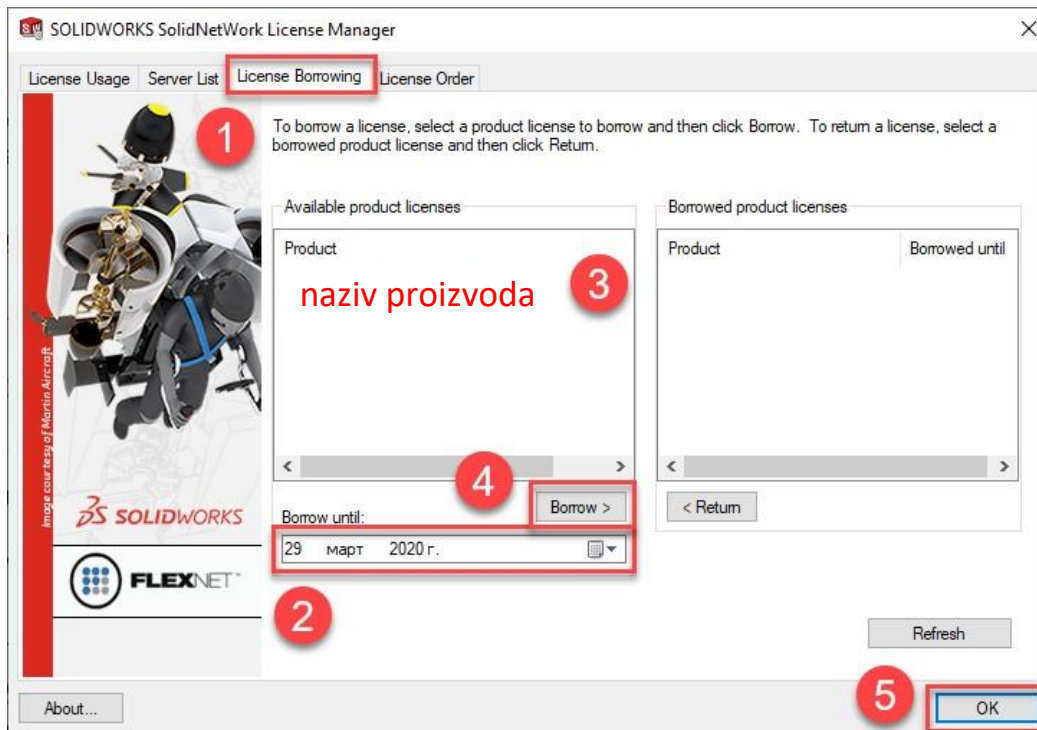 SOLIDWORKS SolidNetWork License Manager
License Usage Server List License Borrowing License Order
1
To borrow a license, select a product license to borrow and then click Borrow. To return a license, select a
borrowed product license and then click Return.
Available product licenses
Product
naziv proizvoda
3
Borrowed product licenses
Product Borrowed until
4
Borrow >
< Return
Borrow until:
29 март 2020 г.
2
Image courtesy of Martin Aircraft
SOLIDWORKS
FLEXNET
Refresh
About...
5
OK